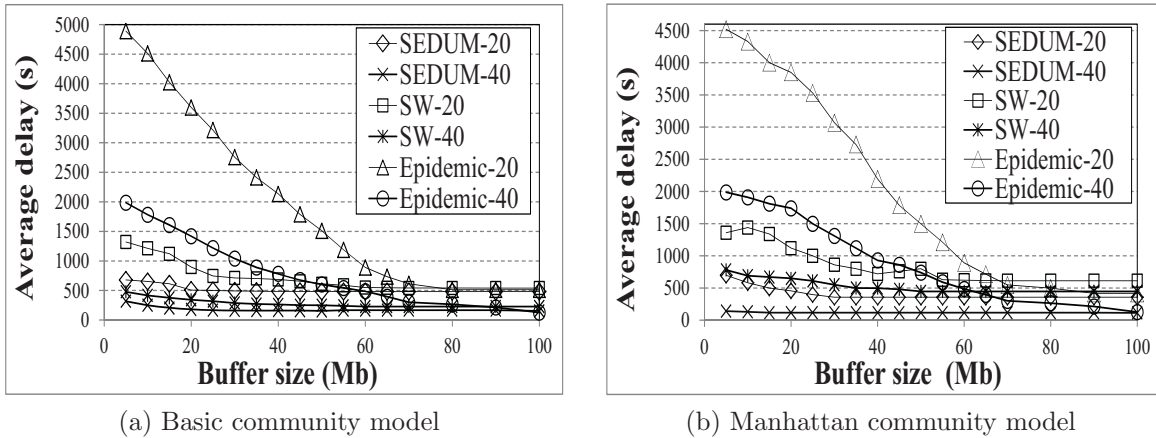 Average delay (s)
5000
4500
4000
3500
3000
2500
2000
1500
1000
500
0
0 20 40 60 80 100
Buffer size (Mb)
SEDUM-20
SEDUM-40
SW-20
SW-40
Epidemic-20
Epidemic-40
(a) Basic community model
Average delay (s)
4500
4000
3500
3000
2500
2000
1500
1000
500
0
0 20 40 60 80 100
Buffer size (Mb)
SEDUM-20
SEDUM-40
SW-20
SW-40
Epidemic-20
Epidemic-40
(b) Manhattan community model